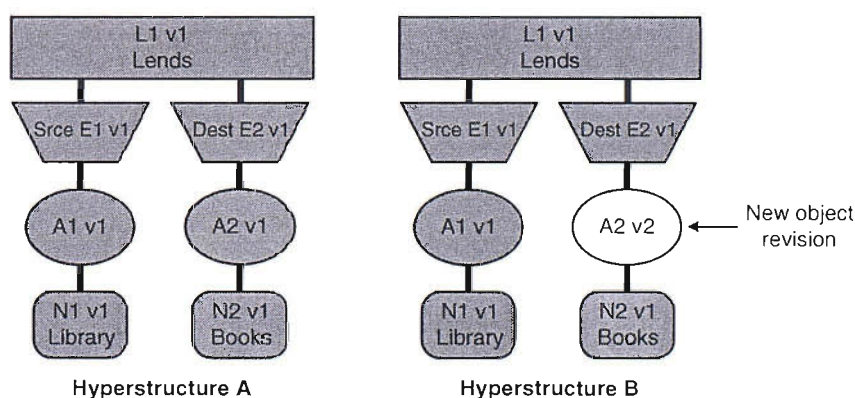 L1 v1
Lends
Srce E1 v1
Dest E2 v1
A1 v1
A2 v1
N1 v1
Library
N2 v1
Books
Hyperstructure A
L1 v1
Lends
Srce E1 v1
Dest E2 v1
A1 v1
A2 v2
New object
revision
N1 v1
Library
N2 v1
Books
Hyperstructure B